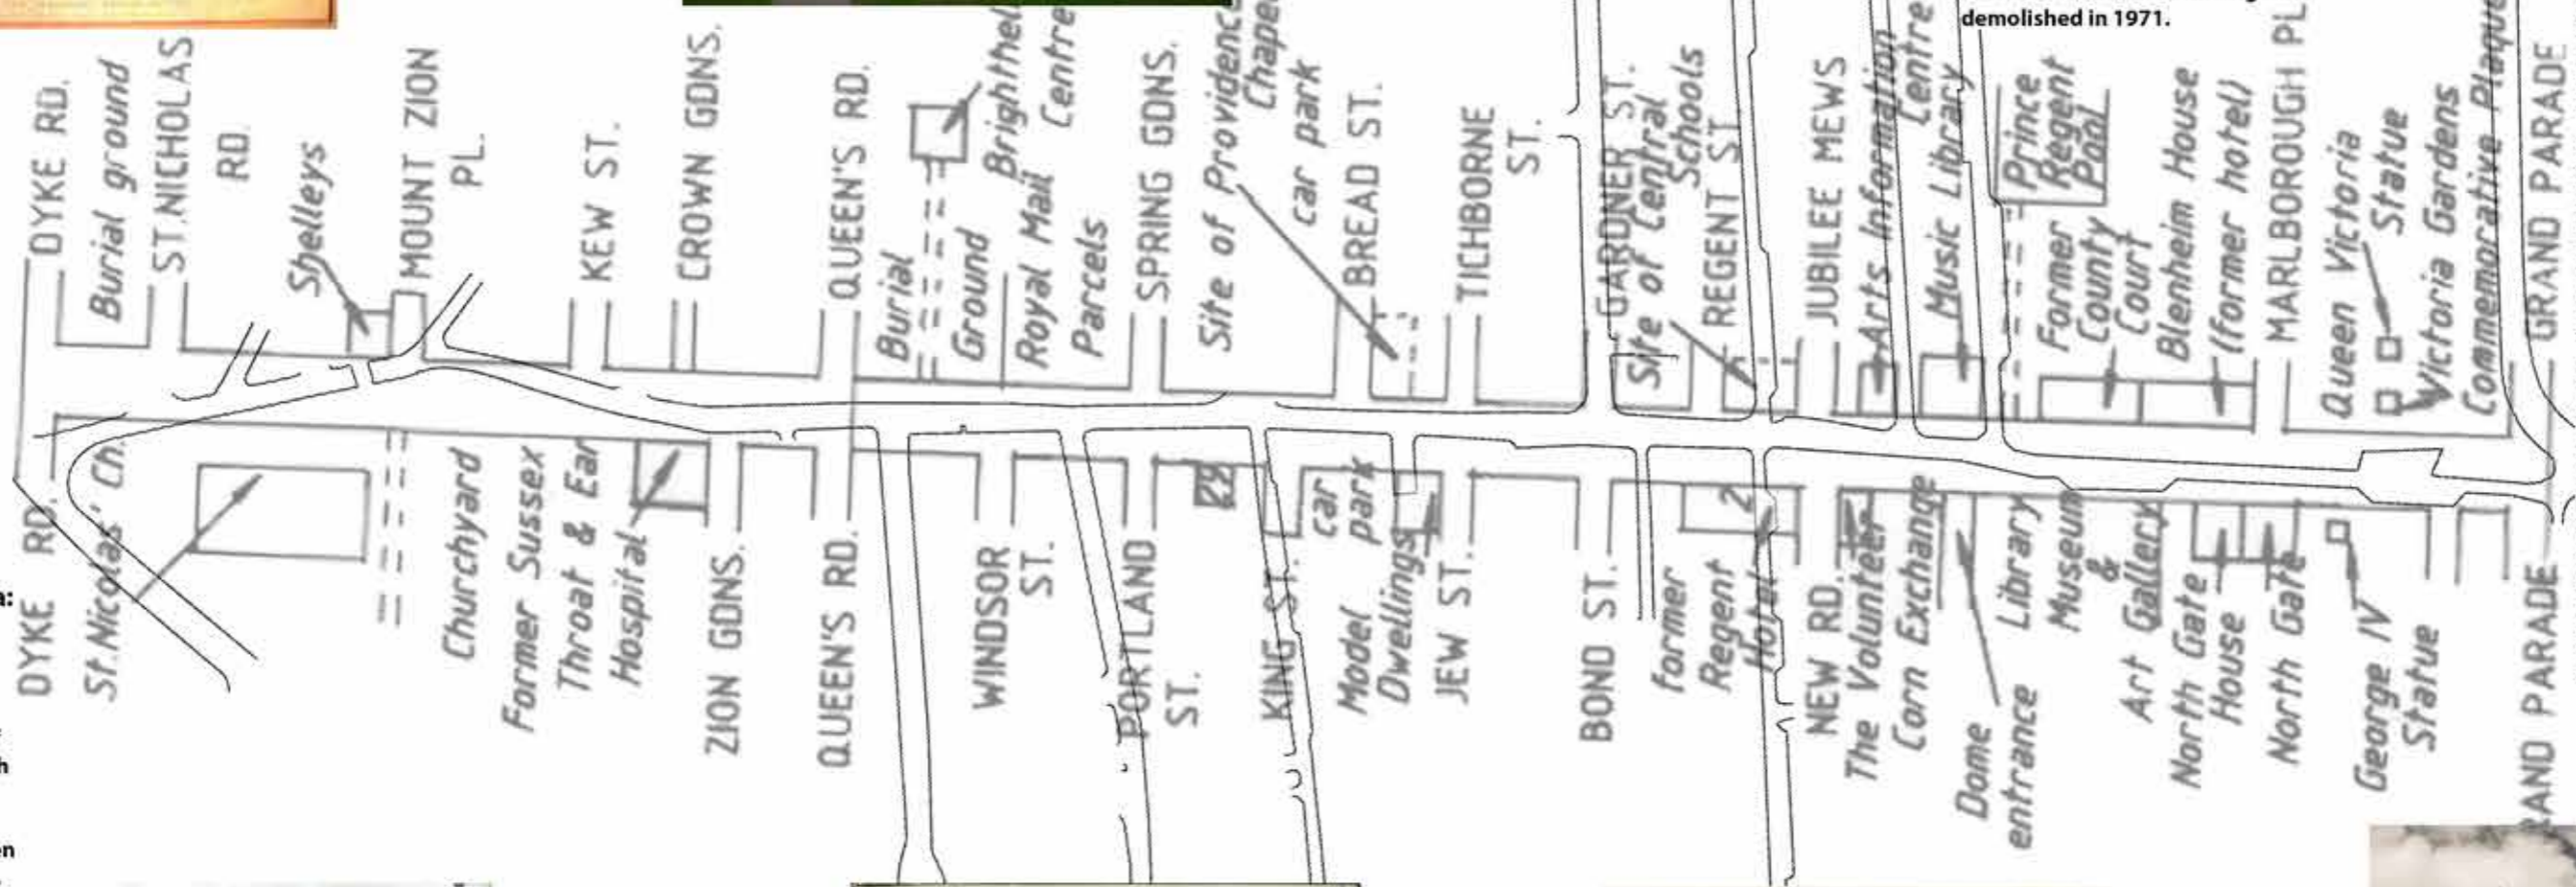 demolished in 1971.
DYKE RD.
Burial ground
ST.NICHOLAS
RD.
Shelleys
MOUNT ZION
PL.
KEW ST.
CROWN GDNS.
QUEEN'S RD.
Burial
Ground
Brighthel
Centre
Royal Mail
Parcels
SPRING GDNS.
Site of Providence
Chapel
car park
BREAD ST.
TICHBORNE
ST.
GARDNER ST.
Site of Central
Schools
REGENT ST
JUBILEE MEWS
Arts Information
Centre
Music Library
Prince
Regent
Pool
Former
County
Court
Blenheim House
(former hotel)
MARLBOROUGH PL
Queen Victoria
Statue
Victoria Gardens
Commemorative Plaque
GRAND PARADE
DYKE RD.
St.Nicolas' Ch.
Churchyard
Former Sussex
Throat & Ear
Hospital
ZION GDNS.
QUEEN'S RD.
WINDSOR
ST.
PORTLAND
ST.
79
KING ST.
car
park
Model
Dwellings
JEW ST.
BOND ST.
2
Former
Regent
Hotel
NEW RD.
The Volunteer
Corn Exchange
Dome
entrance
Library
Museum
&
Art Gallery
North Gate
House
North Gate
George IV
Statue
RAND PARADE
a:
h
en